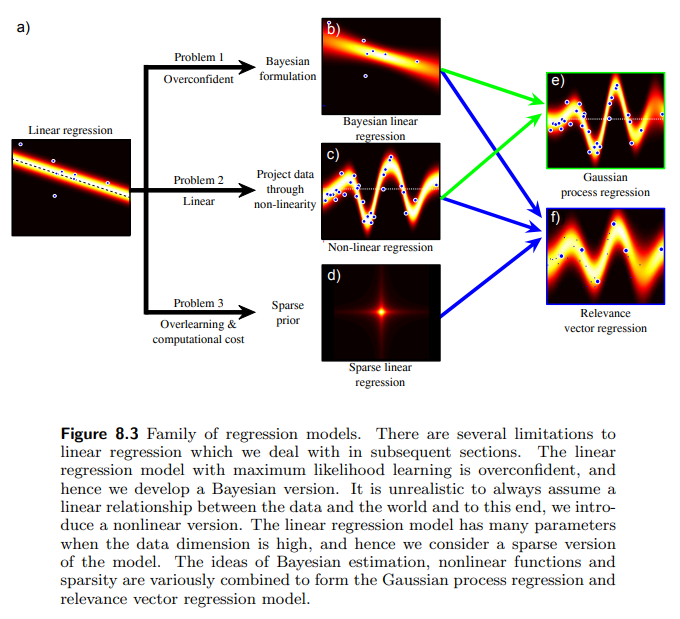 a)
Linear regression
Problem 1
Overconfident
Bayesian
formulation
b)
Bayesian linear
regression
Problem 2
Linear
Project data
through
non-linearity
c)
Non-linear regression
Problem 3
Overlearning &
computational cost
Sparse
prior
d)
Sparse linear
regression
e)
Gaussian
process regression
f)
Relevance
vector regression
Figure 8.3 Family of regression models. There are several limitations to
linear regression which we deal with in subsequent sections. The linear
regression model with maximum likelihood learning is overconfident, and
hence we develop a Bayesian version. It is unrealistic to always assume a
linear relationship between the data and the world and to this end, we intro-
duce a nonlinear version. The linear regression model has many parameters
when the data dimension is high, and hence we consider a sparse version
of the model. The ideas of Bayesian estimation, nonlinear functions and
sparsity are variously combined to form the Gaussian process regression and
relevance vector regression model.